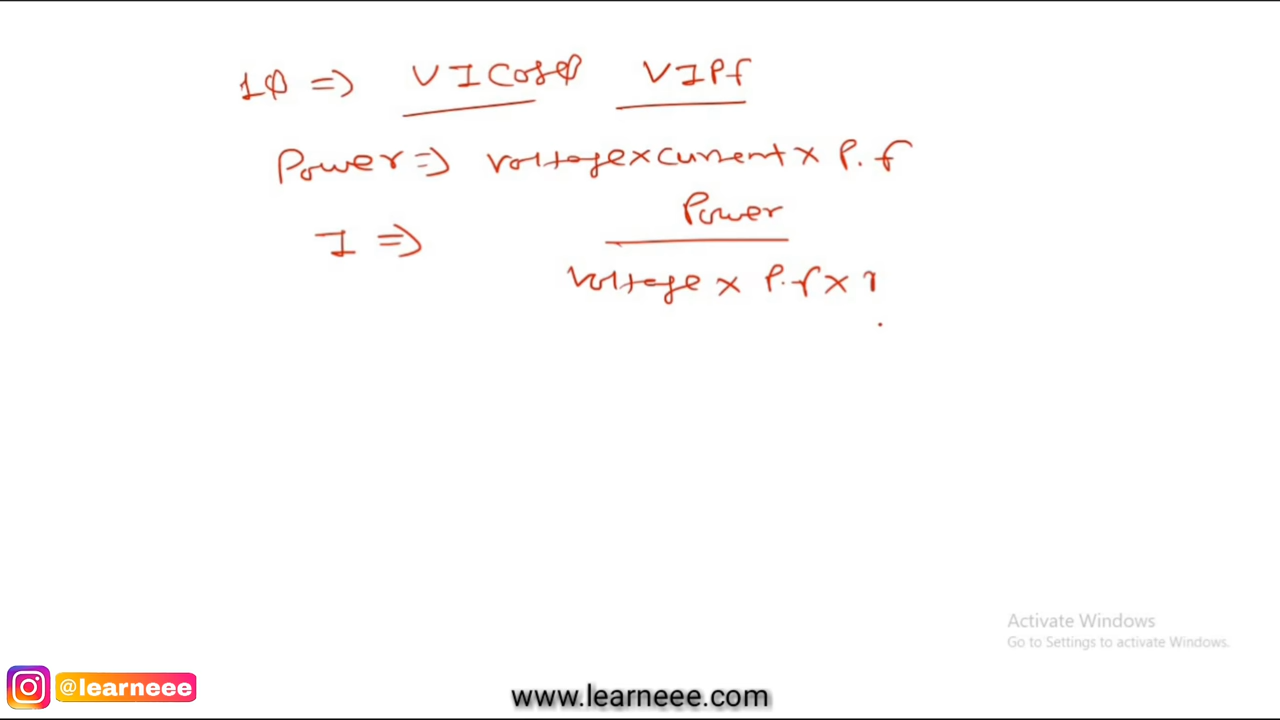 1φ => VICosφ VIPf
Power => voltage×current× P.f
Power
I =>
voltage × P.f×
Activate Windows
Go to Settings to activate Windows.
@learneee
www.learneee.com